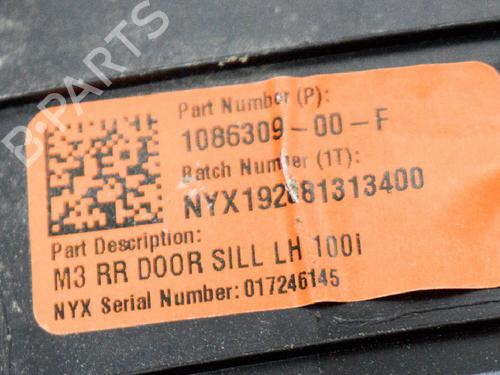 B-PARTS
Part Number (P):
1086309-00-F
Batch Number (1T):
Part Description:
M3 RR DOOR SILL LH 100i
NYX Serial Number: 017246145